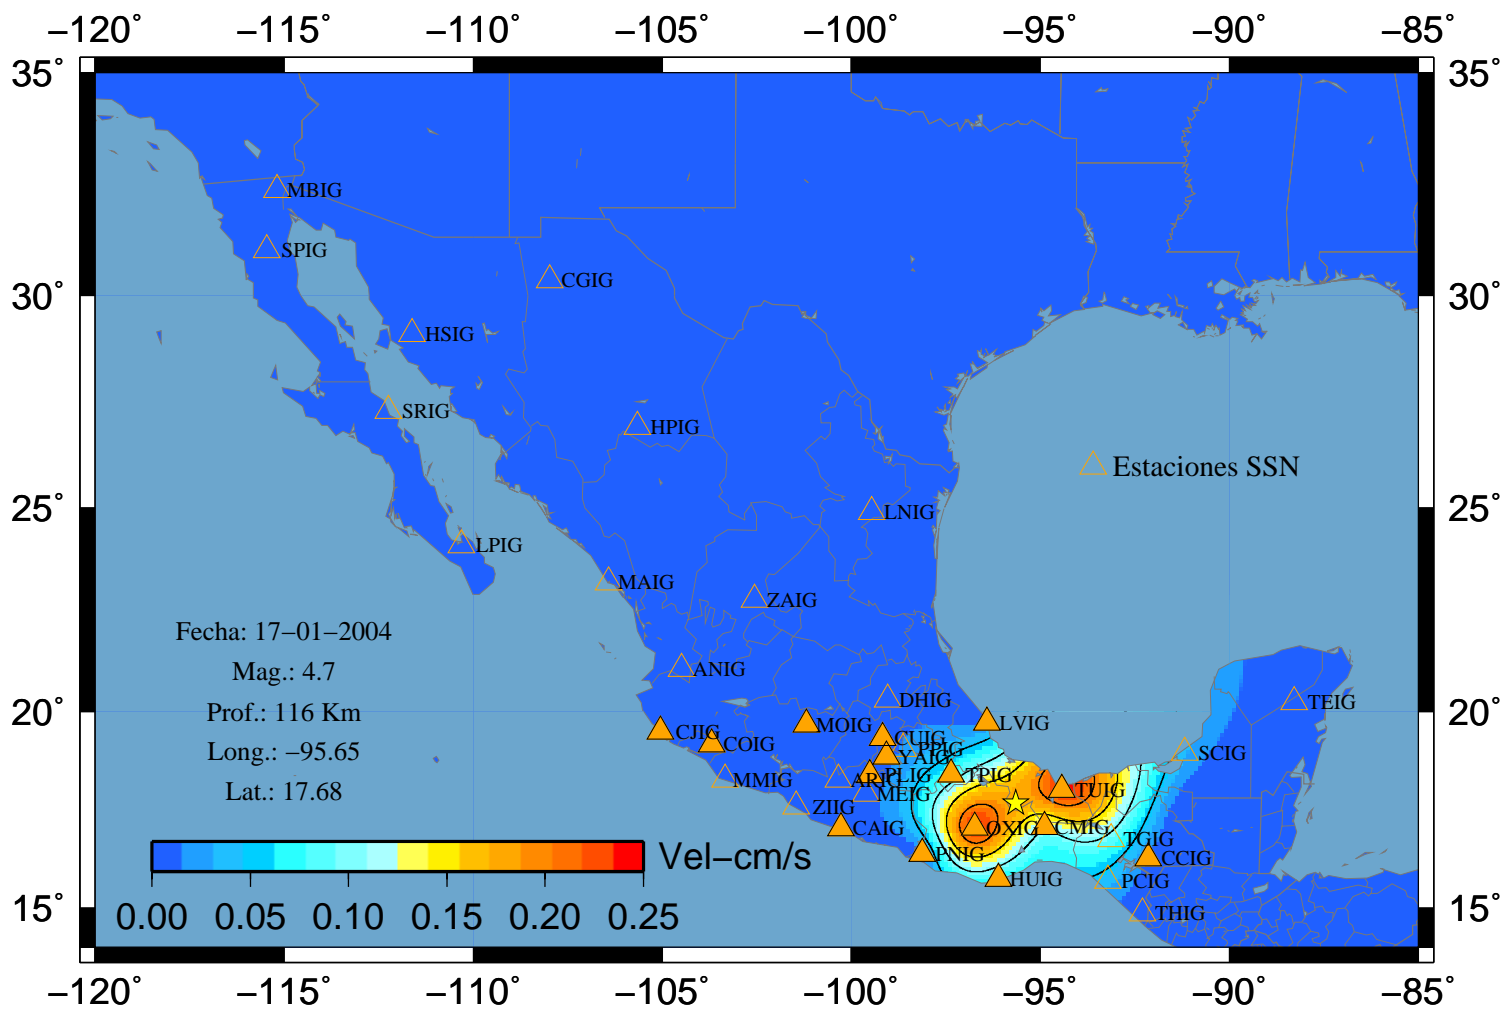 −120° −115° −110° −105° −100° −95° −90° −85°
35° 35°
MBIG
SPIG
CGIG
30° 30°
HSIG
SRIG
HPIG
Estaciones SSN
25° 25°
LNIG
LPIG
MAIG
ZAIG
Fecha: 17−01−2004
Mag.: 4.7
Prof.: 116 Km
Long.: −95.65
Lat.: 17.68
ANIG
DHIG
TEIG
20° 20°
CJIG
COIG
MOIG
LVIG
CUIG
PPIG
YAIG
SCIG
MMIG
ARIG
PLIG
TPIG
MEIG
TUIG
ZIIG
CAIG
OXIG
CMIG
TGIG
PNIG
CCIG
HUIG
PCIG
THIG
Vel−cm/s
0.00 0.05 0.10 0.15 0.20 0.25
15° 15°
−120° −115° −110° −105° −100° −95° −90° −85°